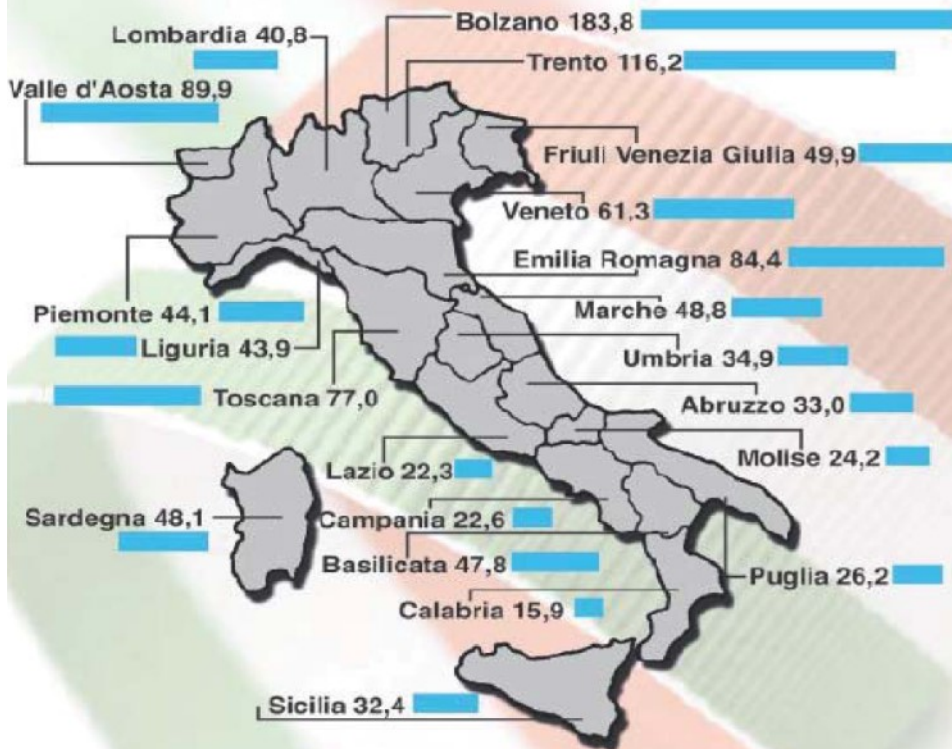 Bolzano 183,8
Lombardia 40,8
Trento 116,2
Valle d'Aosta 89,9
Friuli Venezia Giulia 49,9
Veneto 61,3
Emilia Romagna 84,4
Piemonte 44,1
Marche 48,8
Liguria 43,9
Umbria 34,9
Toscana 77,0
Abruzzo 33,0
Lazio 22,3
Molise 24,2
Sardegna 48,1
Campania 22,6
Basilicata 47,8
Puglia 26,2
Calabria 15,9
Sicilia 32,4